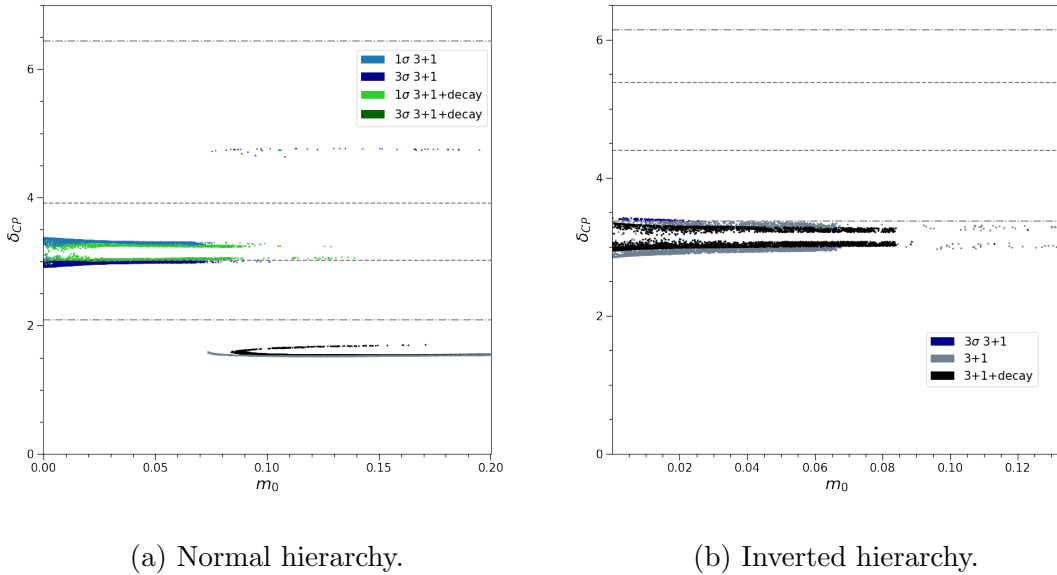 1σ 3+1
3σ 3+1
1σ 3+1+decay
3σ 3+1+decay
6
4
2
0
δCP
0.00
0.05
0.10
0.15
0.20
m0
(a) Normal hierarchy.
3σ 3+1
3+1
3+1+decay
6
5
4
3
2
1
0
δCP
0.02
0.04
0.06
0.08
0.10
0.12
m0
(b) Inverted hierarchy.